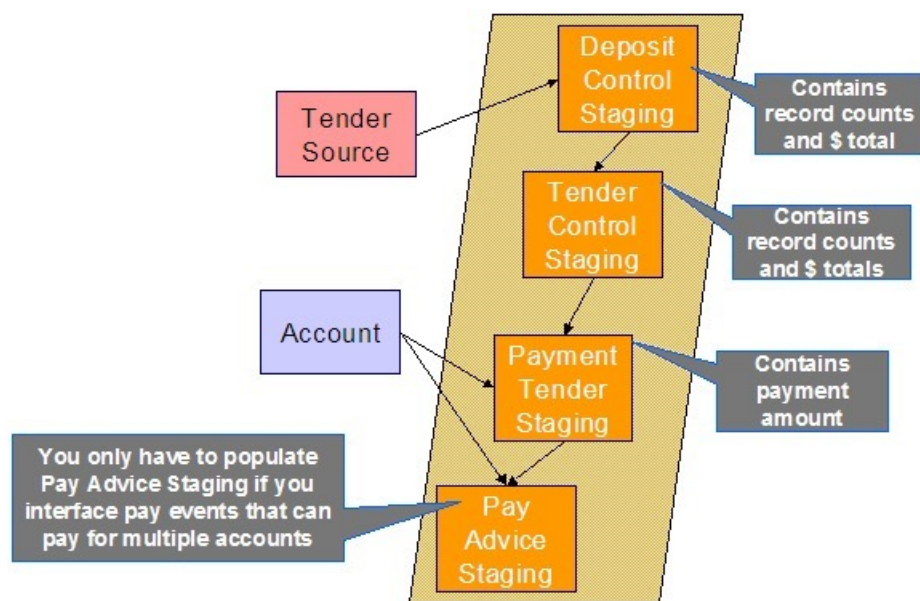 Deposit
Control
Staging
Contains
record counts
and $ total
Tender
Source
Tender
Control
Staging
Contains
record counts
and $ totals
Account
Payment
Tender
Staging
Contains
payment
amount
You only have to populate
Pay Advice Staging if you
interface pay events that can
pay for multiple accounts
Pay
Advice
Staging